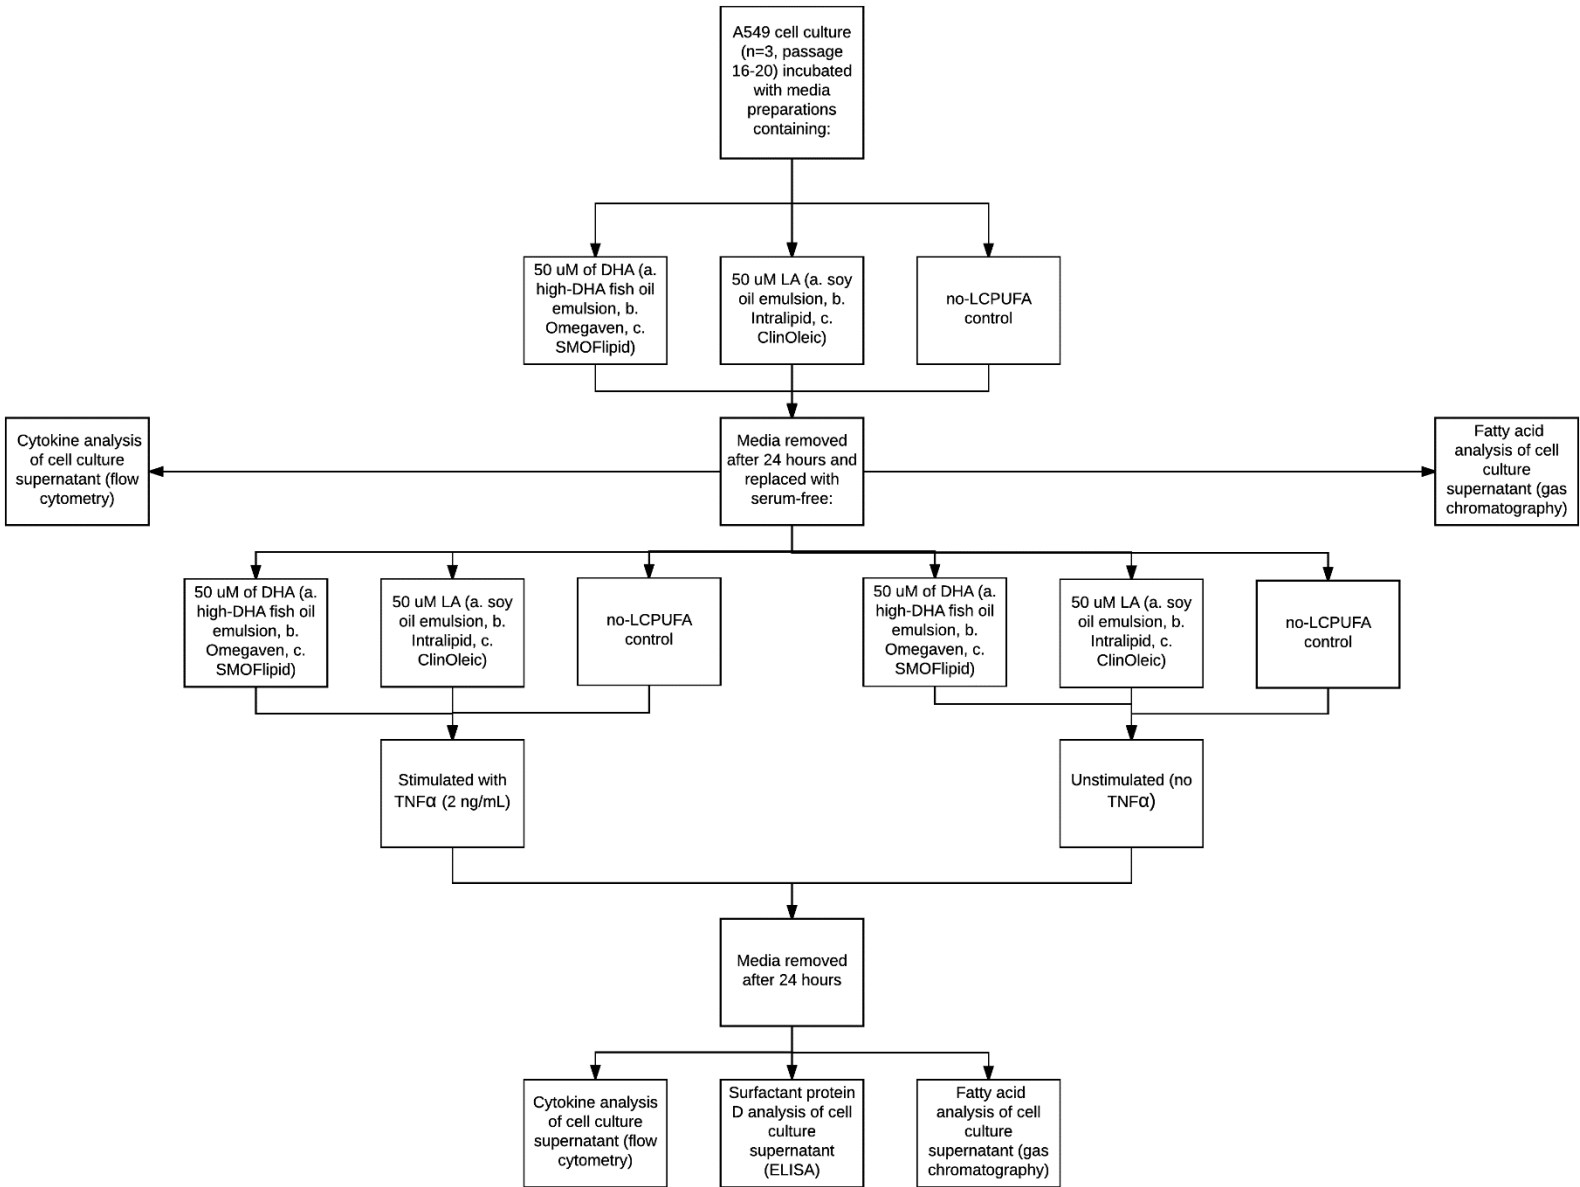 A549 cell culture
(n=3, passage
16-20) incubated
with media
preparations
containing:
50 uM of DHA (a.
high-DHA fish oil
emulsion, b.
Omegaven, c.
SMOFlipid)
50 uM LA (a. soy
oil emulsion, b.
Intralipid, c.
ClinOleic)
no-LCPUFA
control
Cytokine analysis
of cell culture
supernatant (flow
cytometry)
Media removed
after 24 hours and
replaced with
serum-free:
Fatty acid
analysis of cell
culture
supernatant (gas
chromatography)
50 uM of DHA (a.
high-DHA fish oil
emulsion, b.
Omegaven, c.
SMOFlipid)
50 uM LA (a. soy
oil emulsion, b.
Intralipid, c.
ClinOleic)
no-LCPUFA
control
50 uM of DHA (a.
high-DHA fish oil
emulsion, b.
Omegaven, c.
SMOFlipid)
50 uM LA (a. soy
oil emulsion, b.
Intralipid, c.
ClinOleic)
no-LCPUFA
control
Stimulated with
TNFα (2 ng/mL)
Unstimulated (no
TNFα)
Media removed
after 24 hours
Cytokine analysis
of cell culture
supernatant (flow
cytometry)
Surfactant protein
D analysis of cell
culture
supernatant
(ELISA)
Fatty acid
analysis of cell
culture
supernatant (gas
chromatography)